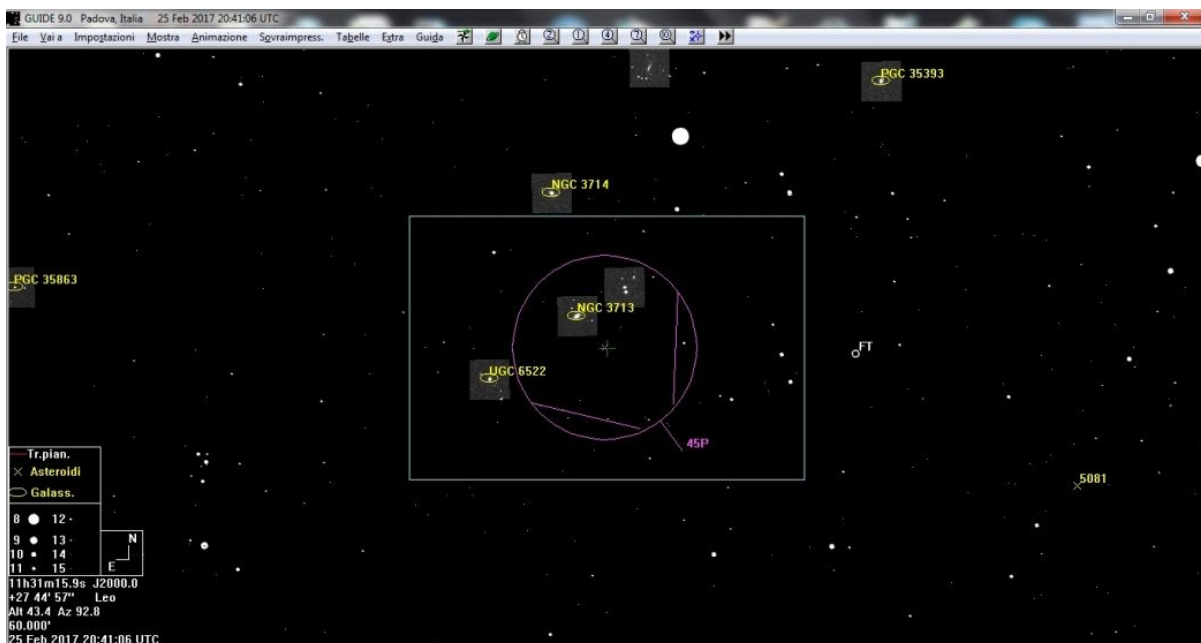 GUIDE 9.0 Padova, Italia 25 Feb 2017 20:41:06 UTC
File Vai a Impostazioni Mostra Animazione Sovraimpress. Tabelle Extra Guida
PGC 35393
NGC 3714
PGC 35863
NGC 3713
FT
UGC 6522
45P
5081
Tr.pian.
Asteroidi
Galass.
8 12
9 13
10 14
11 15
N
E
11h31m15.9s J2000.0
+27 44' 57" Leo
Alt 43.4 Az 92.8
60.000'
25 Feb 2017 20:41:06 UTC